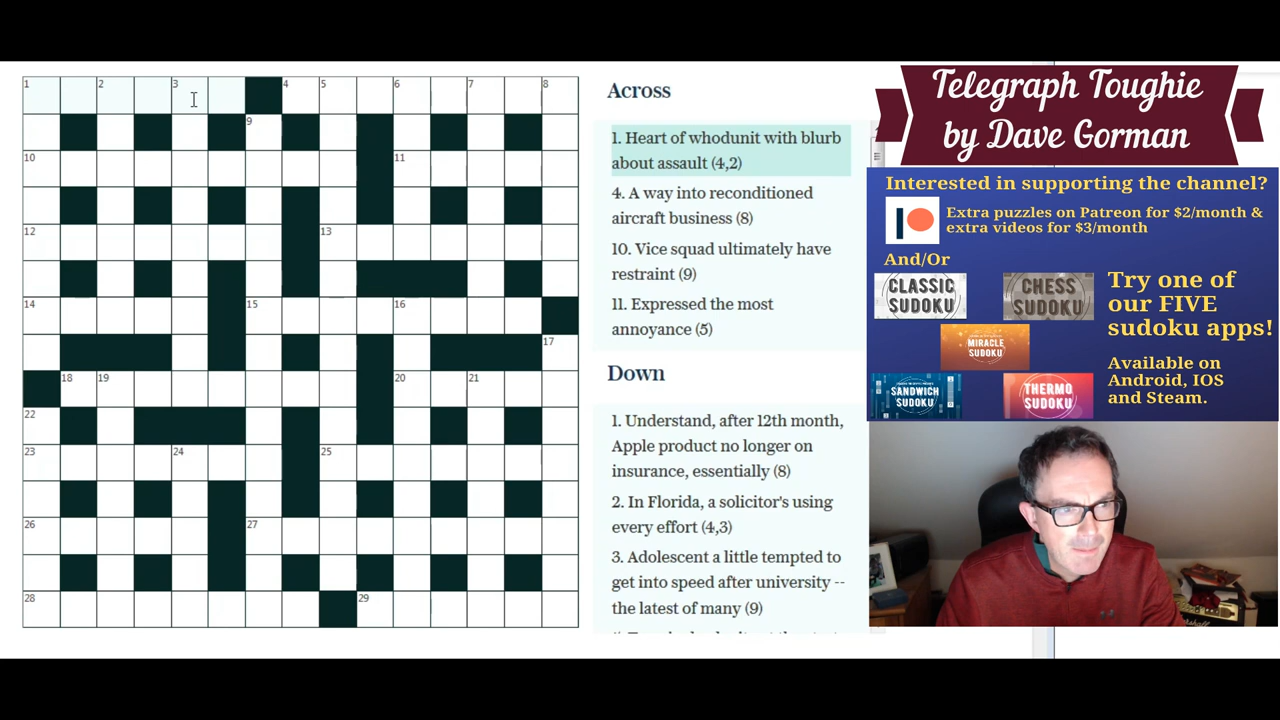 1 2 3 4 5 6 7 8
9
10 11
12 13
14 15 16
17
18 19 20 21
22
23 24 25
26 27
28 29
Across
1. Heart of whodunit with blurb
about assault (4,2)
4. A way into reconditioned
aircraft business (8)
10. Vice squad ultimately have
restraint (9)
11. Expressed the most
annoyance (5)
Down
1. Understand, after 12th month,
Apple product no longer on
insurance, essentially (8)
2. In Florida, a solicitor's using
every effort (4,3)
3. Adolescent a little tempted to
get into speed after university --
the latest of many (9)
Telegraph Toughie
by Dave Gorman
Interested in supporting the channel?
Extra puzzles on Patreon for $2/month &
extra videos for $3/month
And/Or
CLASSIC
SUDOKU
CHESS
SUDOKU
MIRACLE
SUDOKU
SANDWICH
SUDOKU
THERMO
SUDOKU
Try one of
our FIVE
sudoku apps!
Available on
Android, IOS
and Steam.